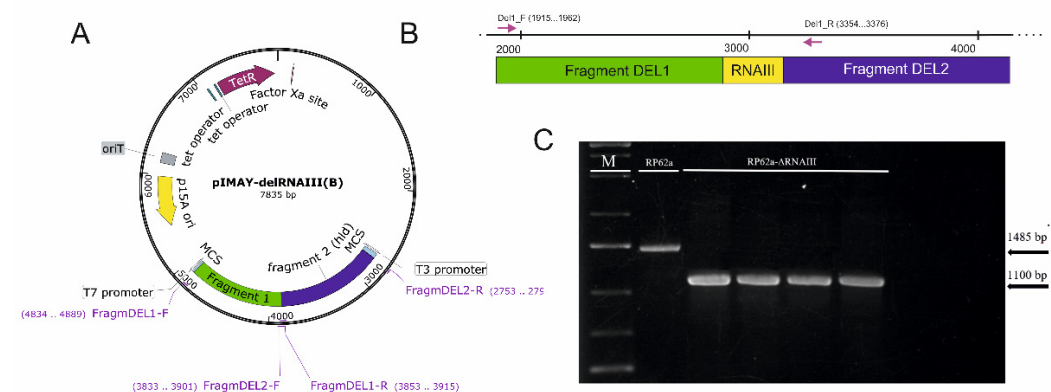 A
TetR
Factor Xa site
7000
1000
tet operator
tet operator
oriT
pIMAY-delRNAIII(B)
7835 bp
2000
6000
p15A ori
MCS
fragment 2 (hld)
MCS
T3 promoter
3000
5000
Fragment 1
T7 promoter
FragmDEL2-R (2753 .. 279
(4834 .. 4889) FragmDEL1-F
4000
(3833 .. 3901) FragmDEL2-F
FragmDEL1-R (3853 .. 3915)
B
Del1_F (1915...1962)
Del1_R (3354...3376)
2000
3000
4000
Fragment DEL1
RNAIII
Fragment DEL2
C
M
RP62a
RP62a-ΔRNAIII
1485 bp
1100 bp